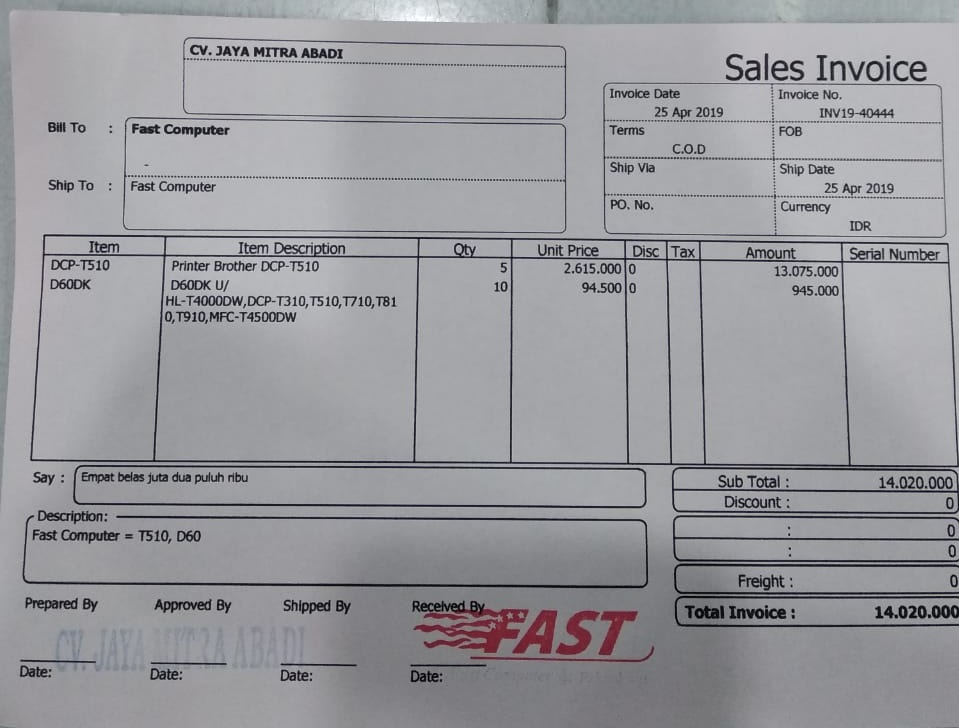 CV. JAYA MITRA ABADI
Sales Invoice
Invoice Date
25 Apr 2019
Invoice No.
INV19-40444
Terms
C.O.D
FOB
Ship Via
Ship Date
25 Apr 2019
PO. No.
Currency
IDR
Bill To : Fast Computer
-
Ship To : Fast Computer
Item Item Description Qty Unit Price Disc Tax Amount Serial Number
DCP-T510 Printer Brother DCP-T510 5 2.615.000 0 13.075.000
D60DK D60DK U/ 10 94.500 0 945.000
HL-T4000DW,DCP-T310,T510,T710,T81
0,T910,MFC-T4500DW
Say : Empat belas juta dua puluh ribu
Sub Total : 14.020.000
Discount : 0
: 0
: 0
Freight : 0
Total Invoice : 14.020.000
Description:
Fast Computer = T510, D60
Prepared By Approved By Shipped By Received By
CV. JAYA MITRA ABADI
FAST
Date: Date: Date: Date: